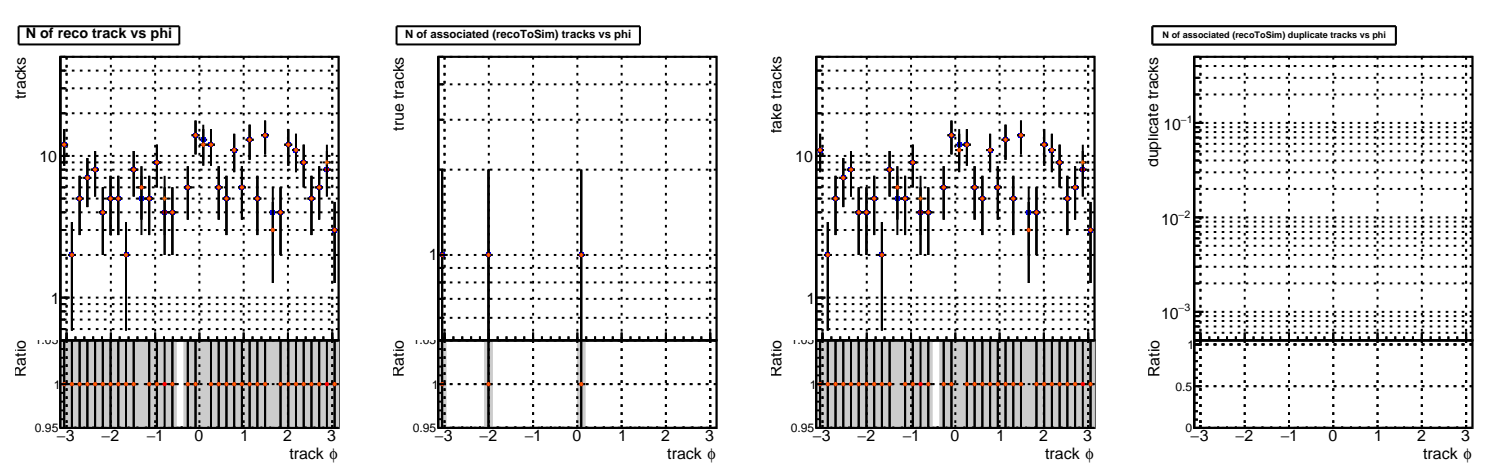 N of reco track vs phi
tracks
10
1
Ratio
1.05
1
0.95
−3 −2 −1 0 1 2 3
track ϕ
N of associated (recoToSim) tracks vs phi
true tracks
1
Ratio
1.05
1
0.95
−3 −2 −1 0 1 2 3
track ϕ
fake tracks
10
1
Ratio
1.05
1
0.95
−3 −2 −1 0 1 2 3
track ϕ
N of associated (recoToSim) duplicate tracks vs phi
duplicate tracks
10⁻¹
10⁻²
10⁻³
Ratio
1
0.5
0
−3 −2 −1 0 1 2 3
track ϕ